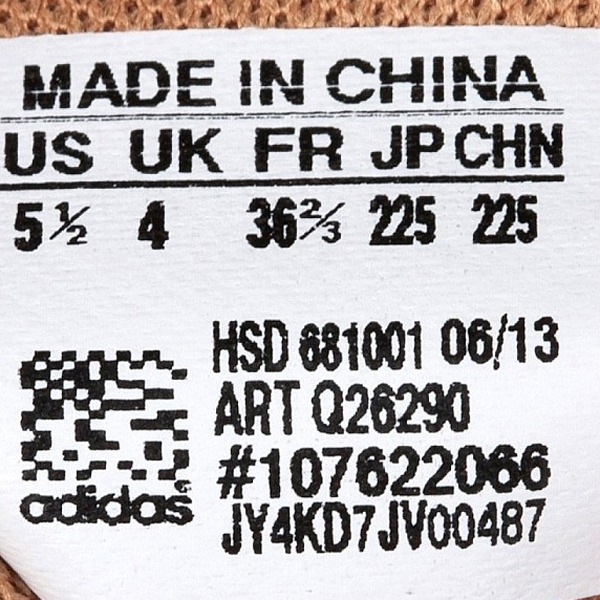 MADE IN CHINA
US UK FR JP CHN
5½ 4 36⅔ 225 225
HSD 681001 06/13
ART Q26290
#107622066
adidas
JY4KD7JV00487